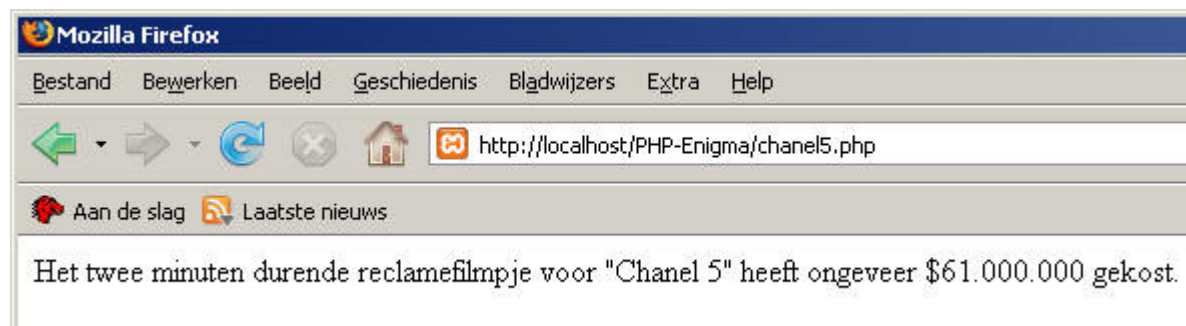 Mozilla Firefox
Bestand Bewerken Beeld Geschiedenis Bladwijzers Extra Help
http://localhost/PHP-Enigma/chanel5.php
Aan de slag Laatste nieuws
Het twee minuten durende reclamefilmpje voor "Chanel 5" heeft ongeveer $61.000.000 gekost.